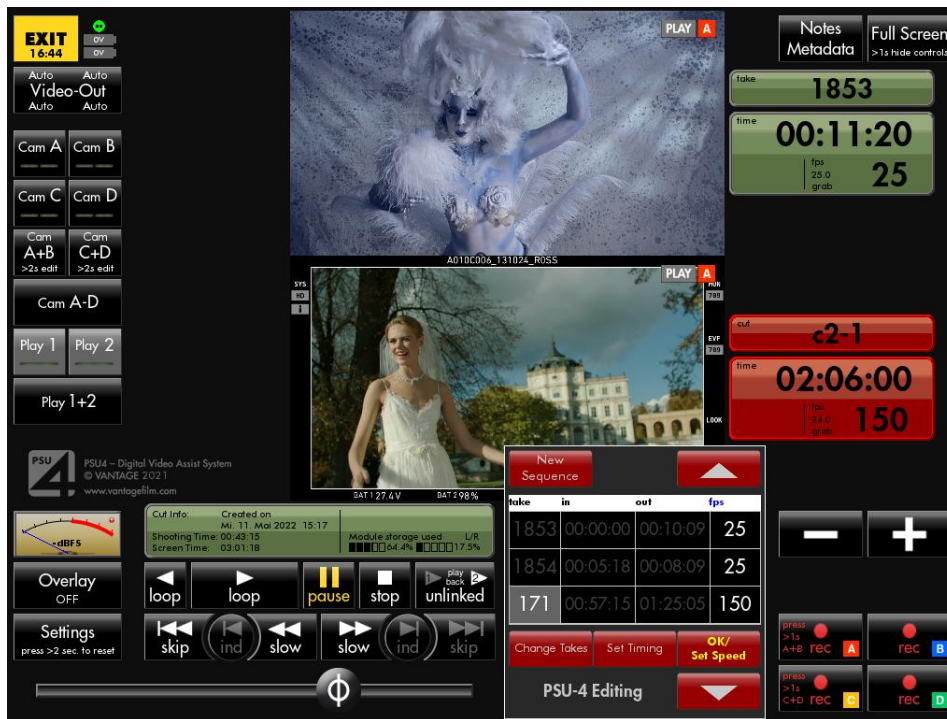 EXIT
16:44
0V
0V
Auto Auto
Video-Out
Auto Auto
Cam A
Cam B
Cam C
Cam D
Cam
A+B
>2s edit
Cam
C+D
>2s edit
Cam A-D
Play 1
Play 2
Play 1+2
PSU
4
PSU4 – Digital Video Assist System
© VANTAGE 2021
www.vantagefilm.com
dBFS
Overlay
OFF
Settings
press >2 sec. to reset
PLAY A
A010C006_131024_R0SS
PLAY A
SYS
HD
i
MON
709
EVF
709
LOOK
BAT 1 27.4V
BAT 2 98%
Notes
Metadata
Full Screen
>1s hide controls
take
1853
time
00:11:20
fps
25.0
grab
25
cut
c2-1
time
02:06:00
fps
24.0
grab
150
Cut Info: Created on
Mi. 11. Mai 2022 15:17
Shooting Time: 00:43:15
Screen Time: 03:01:18
Module storage used L/R
64.4% 17.5%
loop
loop
pause
stop
1 play back 2
unlinked
skip
ind
slow
slow
ind
skip
New
Sequence
take in out fps
1853 00:00:00 00:10:09 25
1854 00:05:18 00:08:09 25
171 00:57:15 01:25:05 150
Change Takes
Set Timing
OK/
Set Speed
PSU-4 Editing
press
>1s
A+B rec A
rec B
press
>1s
C+D rec C
rec D